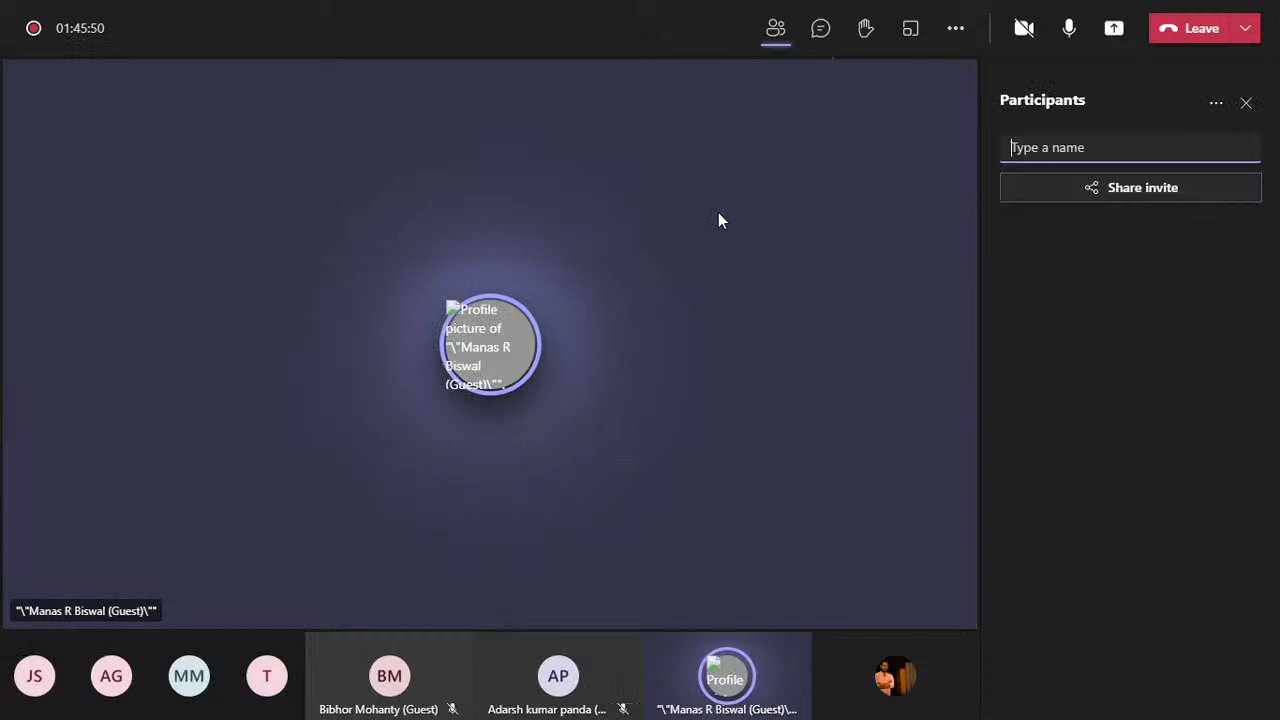 01:45:50
Leave
Participants
Type a name
Share invite
Profile
picture of
"\"Manas R
Biswal
(Guest)\"".
"\"Manas R Biswal (Guest)\""
JS
AG
MM
T
BM
AP
Profile
Bibhor Mohanty (Guest)
Adarsh kumar panda (...
"\"Manas R Biswal (Guest)\...